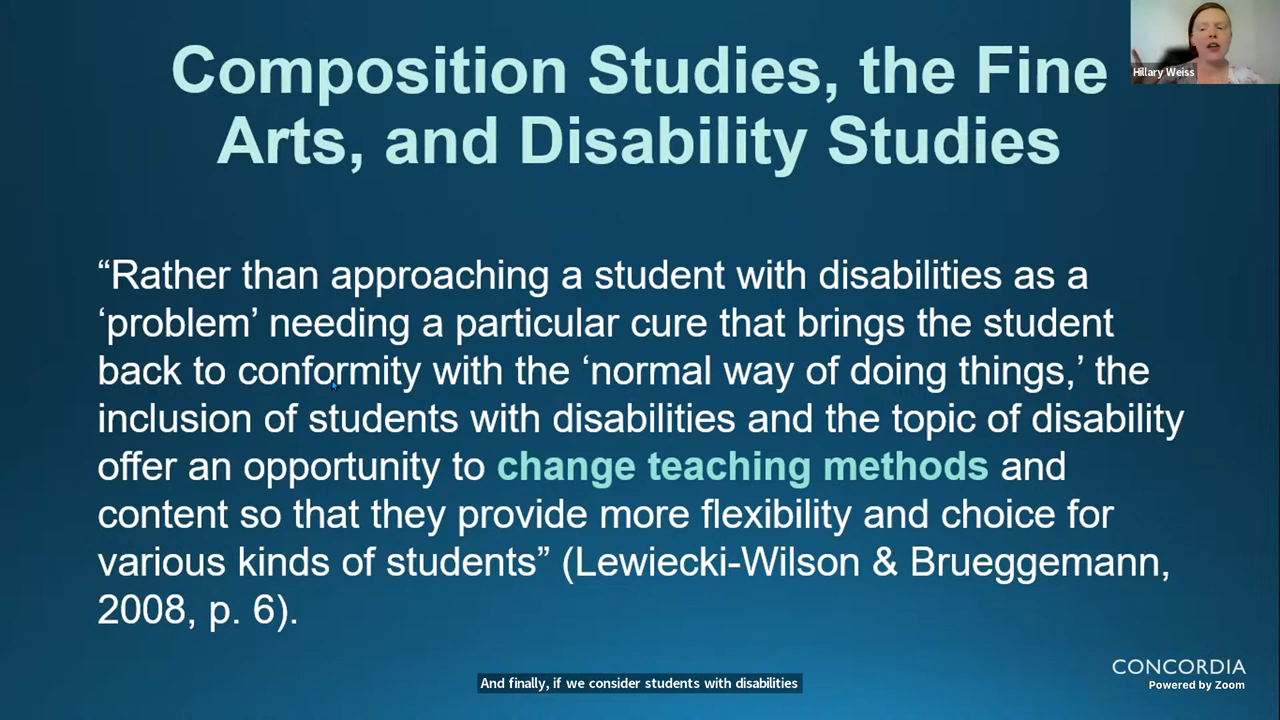 Composition Studies, the Fine
Arts, and Disability Studies
Hillary Weiss
“Rather than approaching a student with disabilities as a
‘problem’ needing a particular cure that brings the student
back to conformity with the ‘normal way of doing things,’ the
inclusion of students with disabilities and the topic of disability
offer an opportunity to change teaching methods and
content so that they provide more flexibility and choice for
various kinds of students” (Lewiecki-Wilson & Brueggemann,
2008, p. 6).
CONCORDIA
And finally, if we consider students with disabilities
Powered by Zoom